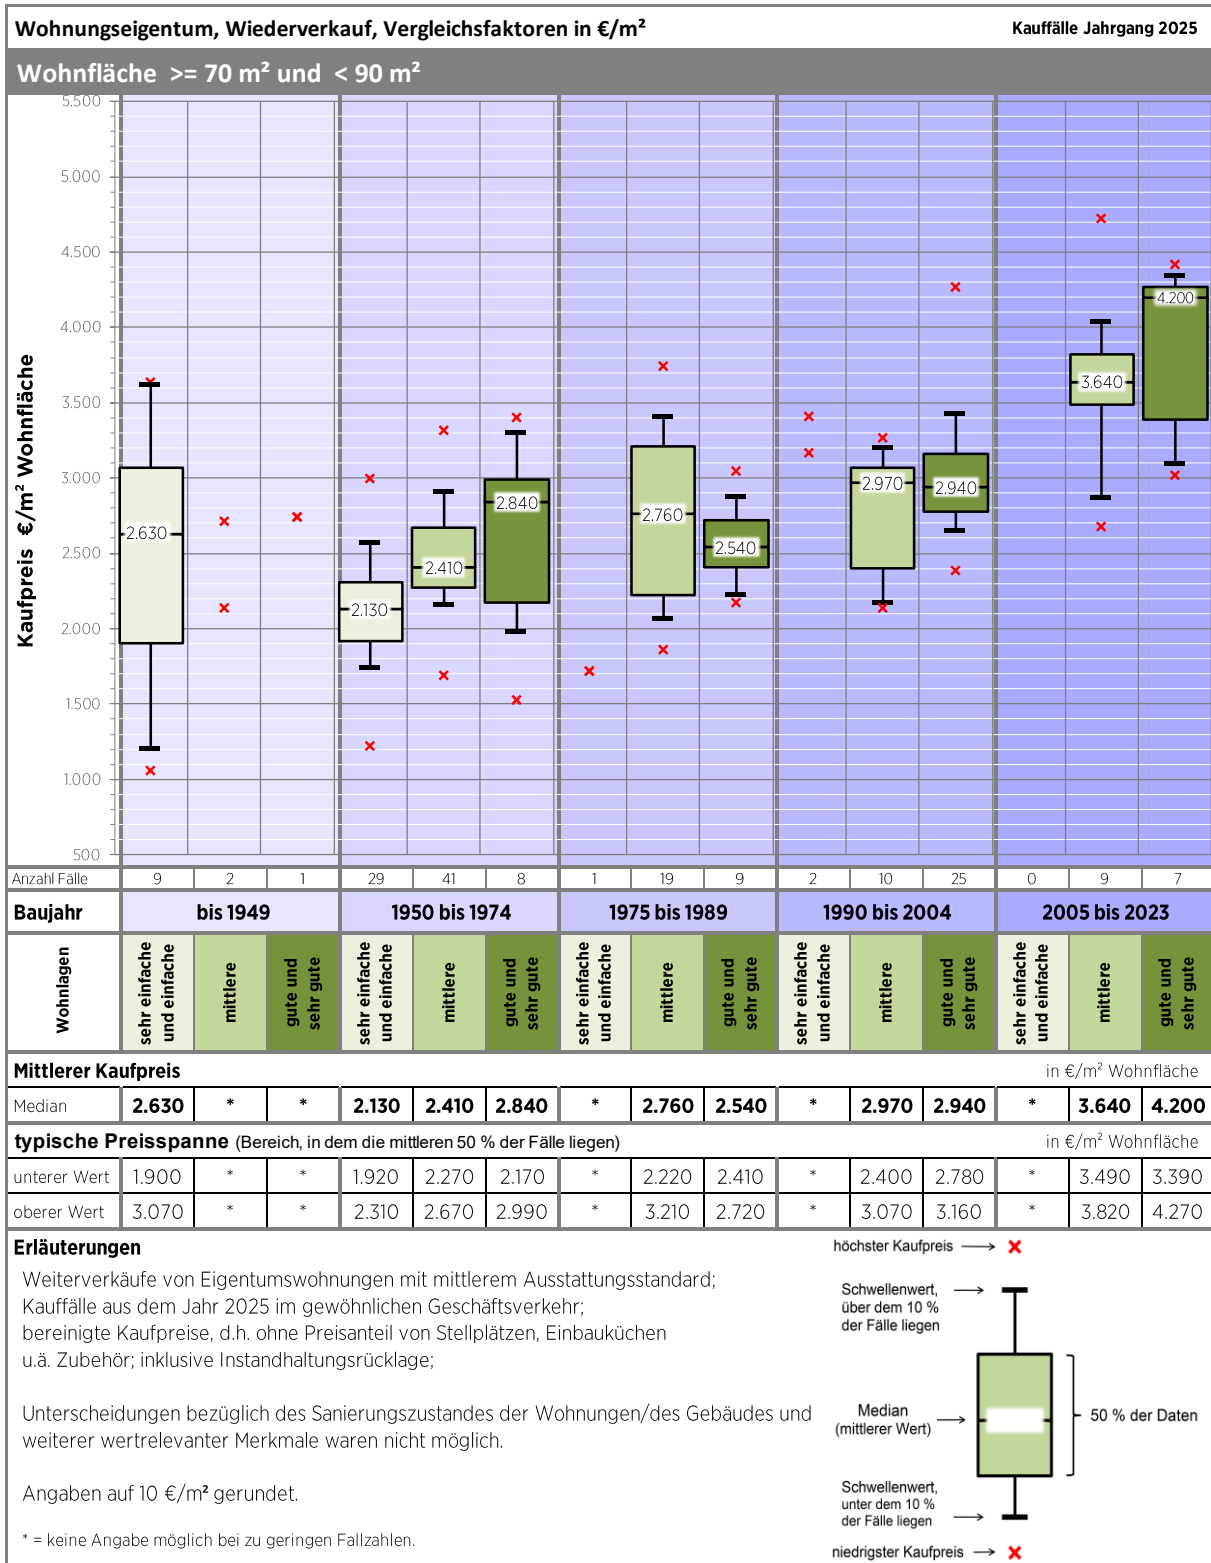 Wohnungseigentum, Wiederverkauf, Vergleichsfaktoren in €/m² Kauffälle Jahrgang 2025
Wohnfläche >= 70 m² und < 90 m²
Kaufpreis €/m² Wohnfläche
5.500
5.000
4.500
4.000
3.500
3.000
2.500
2.000
1.500
1.000
500
2.630
2.130
2.410
2.840
2.760
2.540
2.970
2.940
3.640
4.200
Anzahl Fälle 9 2 1 29 41 8 1 19 9 2 10 25 0 9 7
Baujahr bis 1949 1950 bis 1974 1975 bis 1989 1990 bis 2004 2005 bis 2023
Wohnlagen
sehr einfache
und einfache
mittlere
gute und
sehr gute
sehr einfache
und einfache
mittlere
gute und
sehr gute
sehr einfache
und einfache
mittlere
gute und
sehr gute
sehr einfache
und einfache
mittlere
gute und
sehr gute
sehr einfache
und einfache
mittlere
gute und
sehr gute
Mittlerer Kaufpreis in €/m² Wohnfläche
Median 2.630 * * 2.130 2.410 2.840 * 2.760 2.540 * 2.970 2.940 * 3.640 4.200
typische Preisspanne (Bereich, in dem die mittleren 50 % der Fälle liegen) in €/m² Wohnfläche
unterer Wert 1.900 * * 1.920 2.270 2.170 * 2.220 2.410 * 2.400 2.780 * 3.490 3.390
oberer Wert 3.070 * * 2.310 2.670 2.990 * 3.210 2.720 * 3.070 3.160 * 3.820 4.270
Erläuterungen
Weiterverkäufe von Eigentumswohnungen mit mittlerem Ausstattungsstandard;
Kauffälle aus dem Jahr 2025 im gewöhnlichen Geschäftsverkehr;
bereinigte Kaufpreise, d.h. ohne Preisanteil von Stellplätzen, Einbauküchen
u.ä. Zubehör; inklusive Instandhaltungsrücklage;
Unterscheidungen bezüglich des Sanierungszustandes der Wohnungen/des Gebäudes und
weiterer wertrelevanter Merkmale waren nicht möglich.
Angaben auf 10 €/m² gerundet.
* = keine Angabe möglich bei zu geringen Fallzahlen.
höchster Kaufpreis
Schwellenwert,
über dem 10 %
der Fälle liegen
Median
(mittlerer Wert)
50 % der Daten
Schwellenwert,
unter dem 10 %
der Fälle liegen
niedrigster Kaufpreis